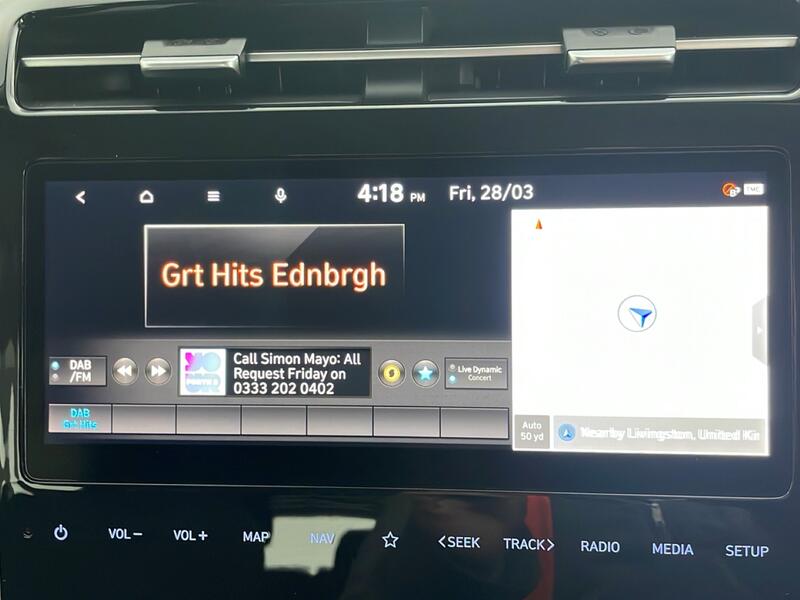 4:18 PM Fri, 28/03
TMC
Grt Hits Ednbrgh
DAB
/FM
Call Simon Mayo: All
Request Friday on
0333 202 0402
Live Dynamic
Concert
DAB
Grt Hits
Auto
50 yd
Nearby Livingston, United Ki
VOL− VOL+ MAP NAV <SEEK TRACK> RADIO MEDIA SETUP